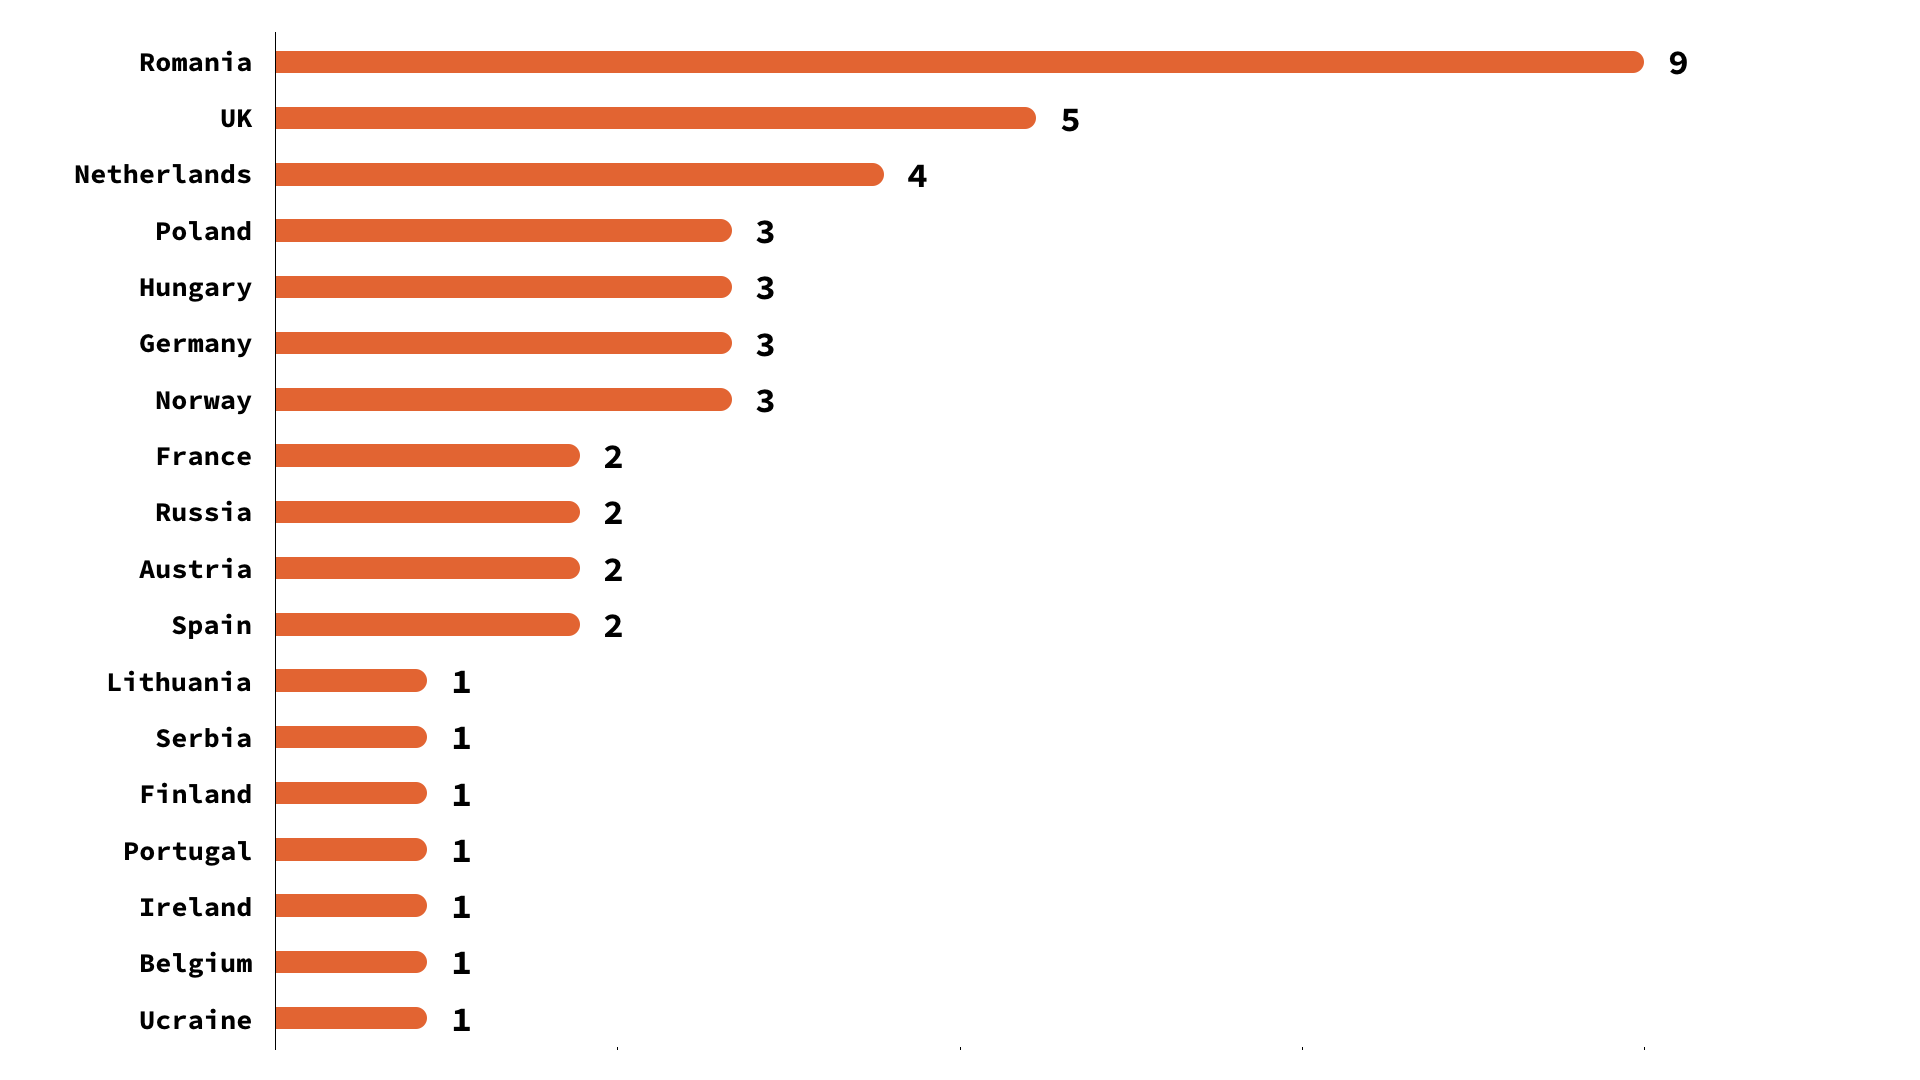 Romania 9
UK 5
Netherlands 4
Poland 3
Hungary 3
Germany 3
Norway 3
France 2
Russia 2
Austria 2
Spain 2
Lithuania 1
Serbia 1
Finland 1
Portugal 1
Ireland 1
Belgium 1
Ucraine 1